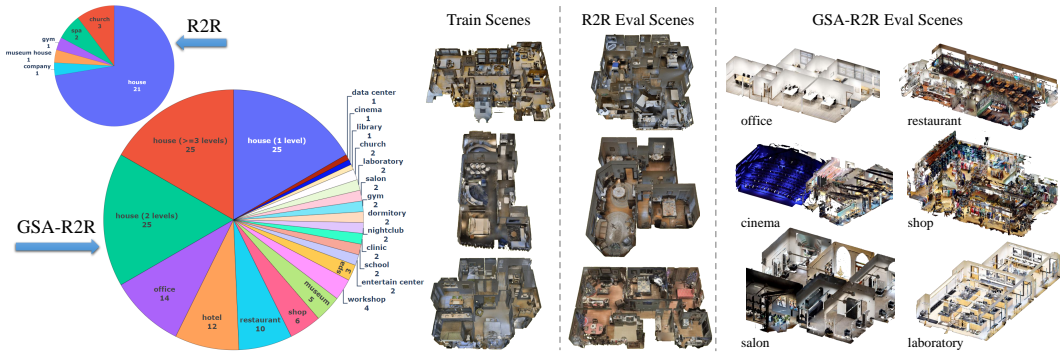 R2R
church
3
spa
2
gym
1
museum house
1
company
1
house
21
GSA-R2R
house (>=3 levels)
25
house (1 level)
25
house (2 levels)
25
office
14
hotel
12
restaurant
10
shop
6
museum
5
workshop
4
spa
3
entertain center
2
school
2
clinic
2
nightclub
2
dormitory
2
gym
2
salon
2
laboratory
2
church
2
library
1
cinema
1
data center
1
Train Scenes
R2R Eval Scenes
GSA-R2R Eval Scenes
office
restaurant
cinema
shop
salon
laboratory